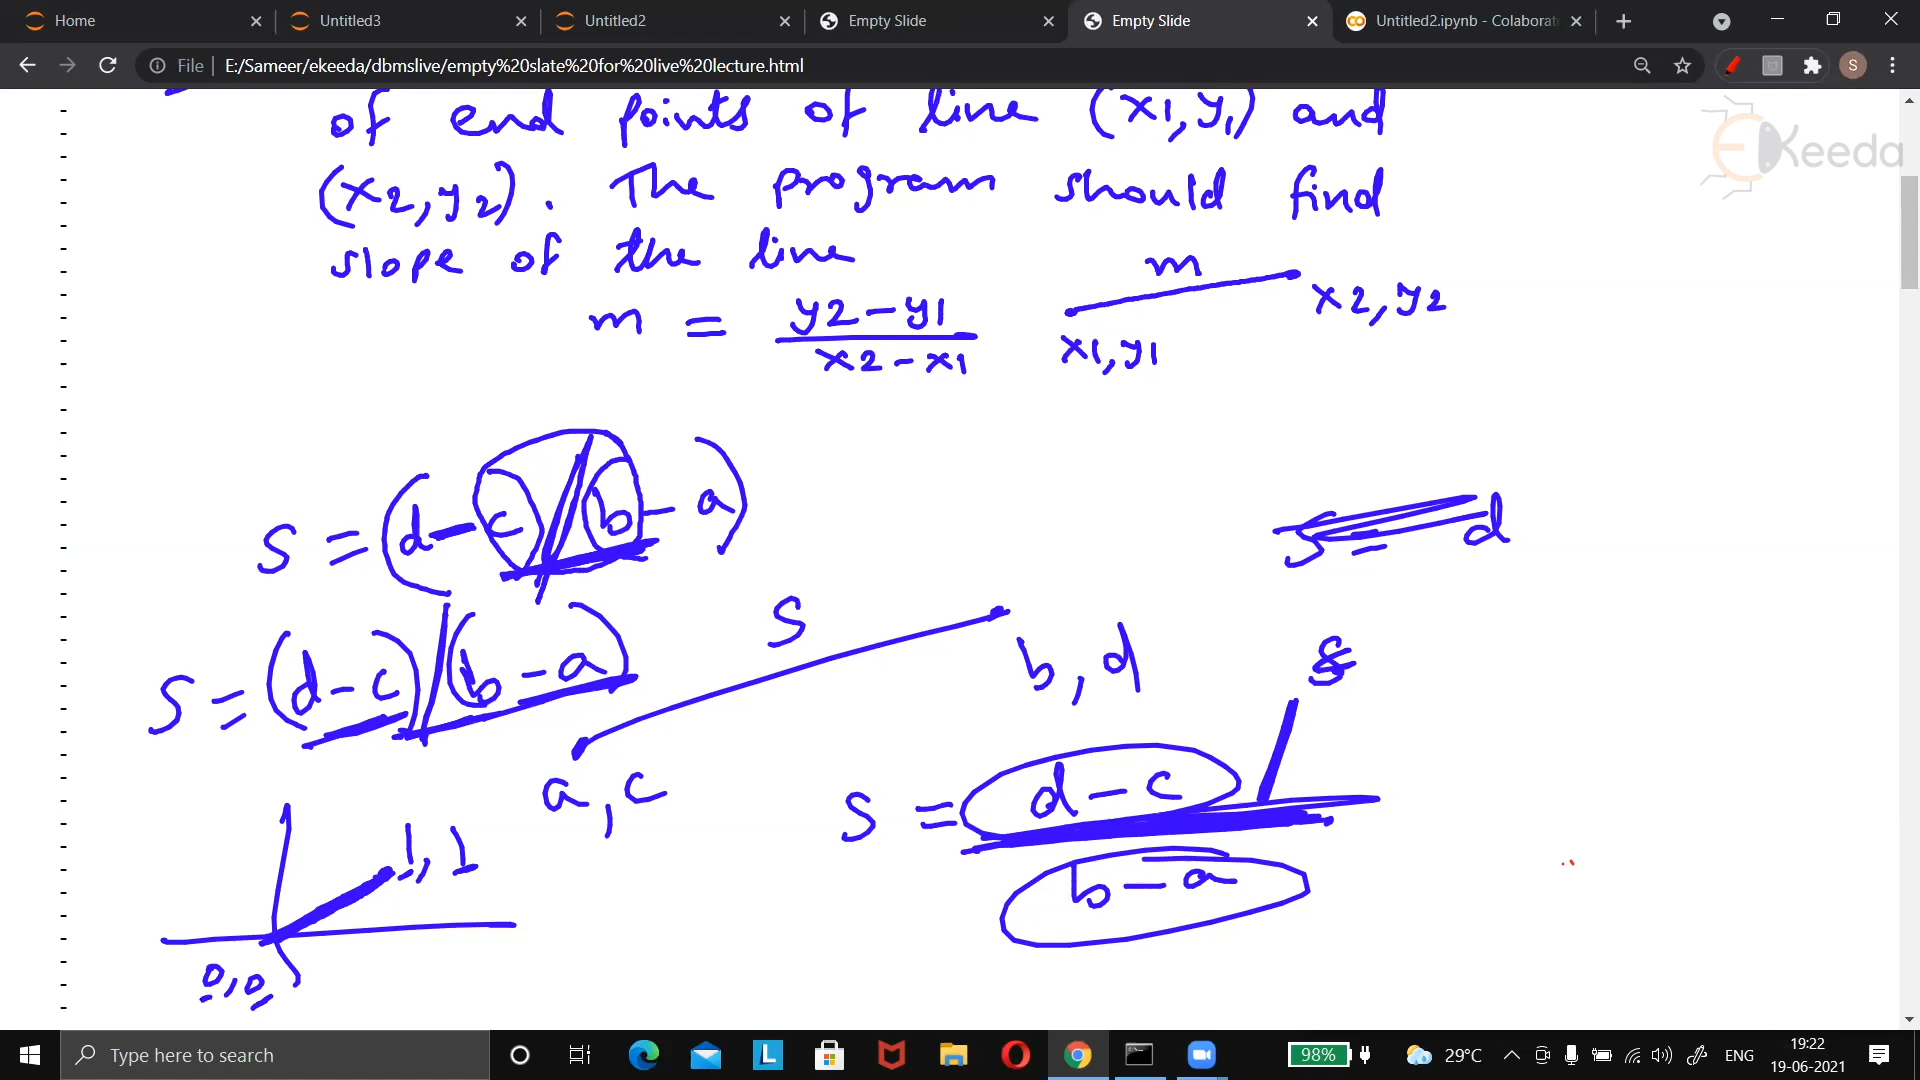 Home
Untitled3
Untitled2
Empty Slide
Empty Slide
Untitled2.ipynb - Colaborat
File | E:/Sameer/ekeeda/dbmslive/empty%20slate%20for%20live%20lecture.html
S
EKeeda
of end points of line (x1,y1) and
(x2,y2). The program should find
slope of the line
m
m = y2-y1
x2-x1
x1,y1
x2,y2
S = (d-c/b-a)
S = d
S = (d-c)/(b-a)
S
b,d
a,c
S = d-c
b-a
1,1
0,0
Type here to search
98%
29°C
ENG
19:22
19-06-2021